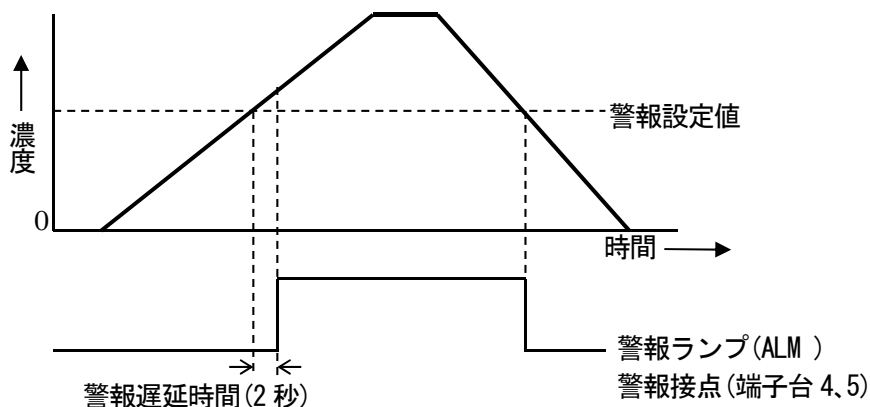 警報設定値
濃度
0
時間
警報ランプ(ALM )
警報接点(端子台 4、5)
警報遅延時間(2 秒)